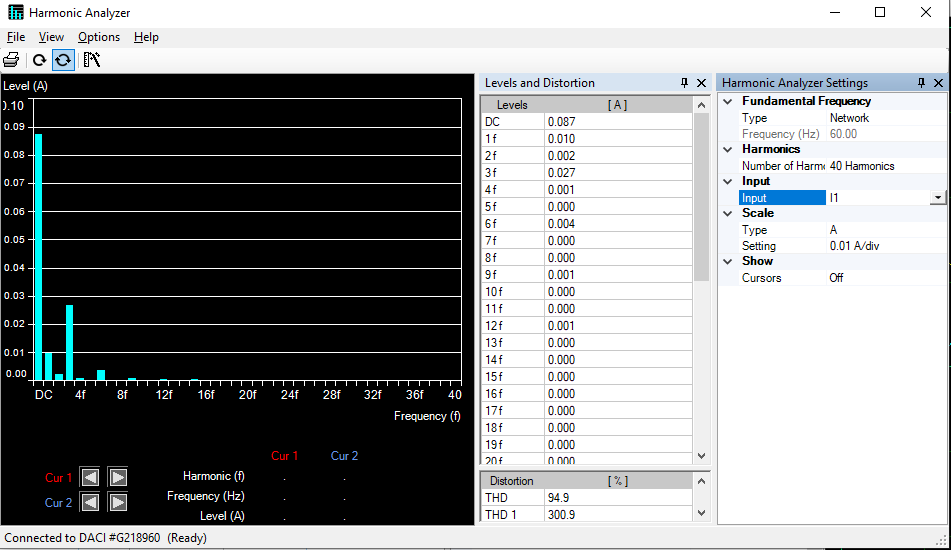 Harmonic Analyzer
File View Options Help
Level (A)
0.10
0.09
0.08
0.07
0.06
0.05
0.04
0.03
0.02
0.01
0.00
DC 4f 8f 12f 16f 20f 24f 28f 32f 36f 40
Frequency (f)
Cur 1 Cur 2
Cur 1 Harmonic (f) . .
Frequency (Hz) . .
Cur 2
Level (A) . .
Levels and Distortion
Levels [ A ]
DC 0.087
1 f 0.010
2 f 0.002
3 f 0.027
4 f 0.001
5 f 0.000
6 f 0.004
7 f 0.000
8 f 0.000
9 f 0.001
10 f 0.000
11 f 0.000
12 f 0.001
13 f 0.000
14 f 0.000
15 f 0.000
16 f 0.000
17 f 0.000
18 f 0.000
19 f 0.000
20 f 0.000
Distortion [ % ]
THD 94.9
THD 1 300.9
Harmonic Analyzer Settings
Fundamental Frequency
Type Network
Frequency (Hz) 60.00
Harmonics
Number of Harmo 40 Harmonics
Input
Input I1
Scale
Type A
Setting 0.01 A/div
Show
Cursors Off
Connected to DACI #G218960 (Ready)